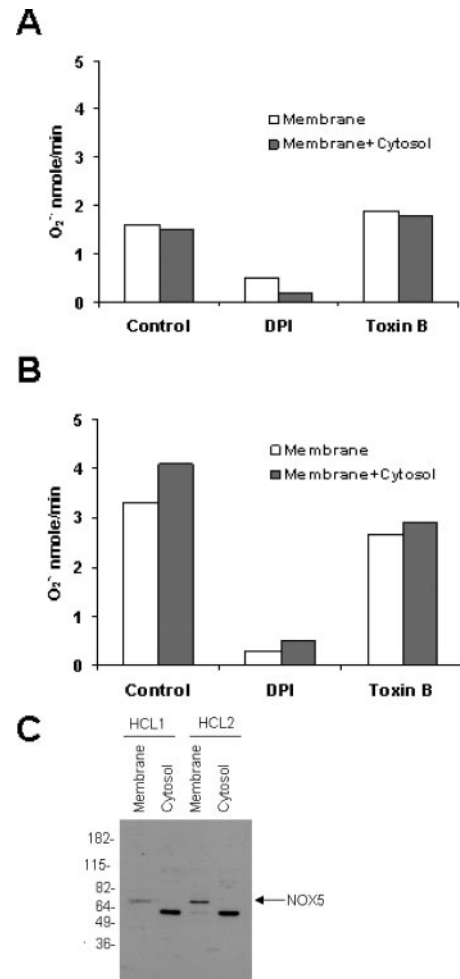 A
5
4
3
2
1
0
O₂⁻· nmole/min
Membrane
Membrane+Cytosol
Control
DPI
Toxin B
B
5
4
3
2
1
0
O₂⁻· nmole/min
Membrane
Membrane+Cytosol
Control
DPI
Toxin B
C
HCL1
HCL2
Membrane
Cytosol
Membrane
Cytosol
182-
115-
82-
64-
49-
36-
NOX5